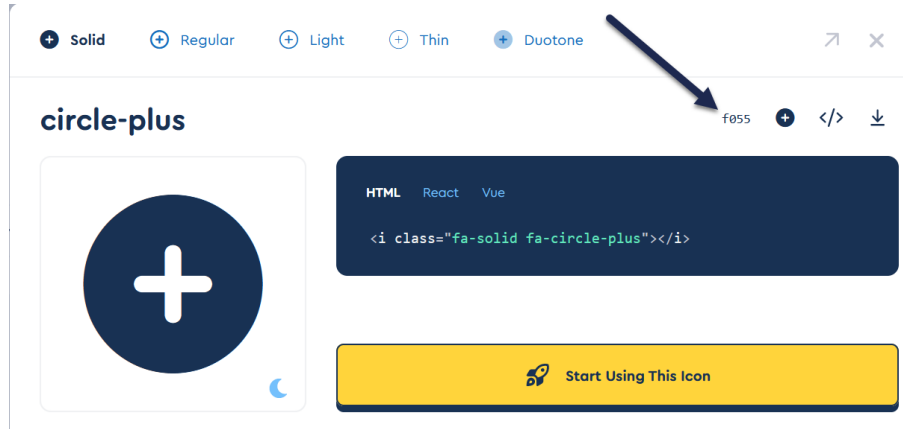 Solid Regular Light Thin Duotone
circle-plus
f055 </>
HTML React Vue
<i class="fa-solid fa-circle-plus"></i>
Start Using This Icon